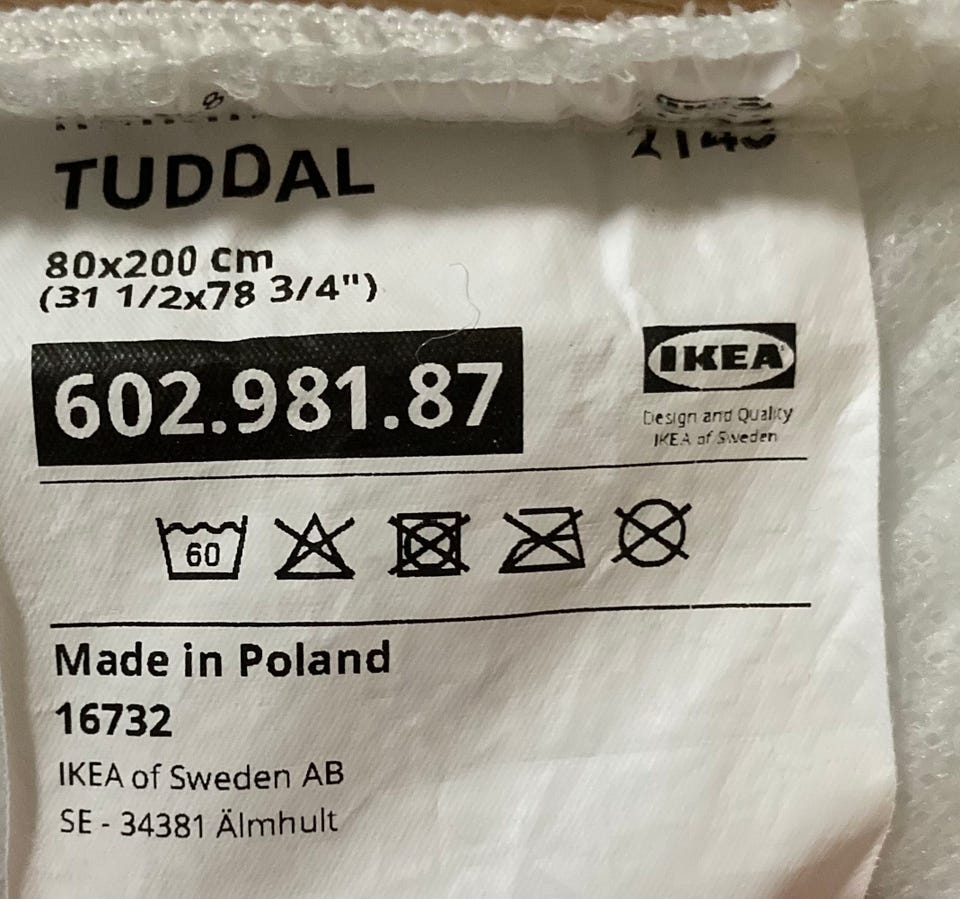 TUDDAL
80x200 cm
(31 1/2x78 3/4")
602.981.87
IKEA
Design and Quality
IKEA of Sweden
60
Made in Poland
16732
IKEA of Sweden AB
SE - 34381 Älmhult